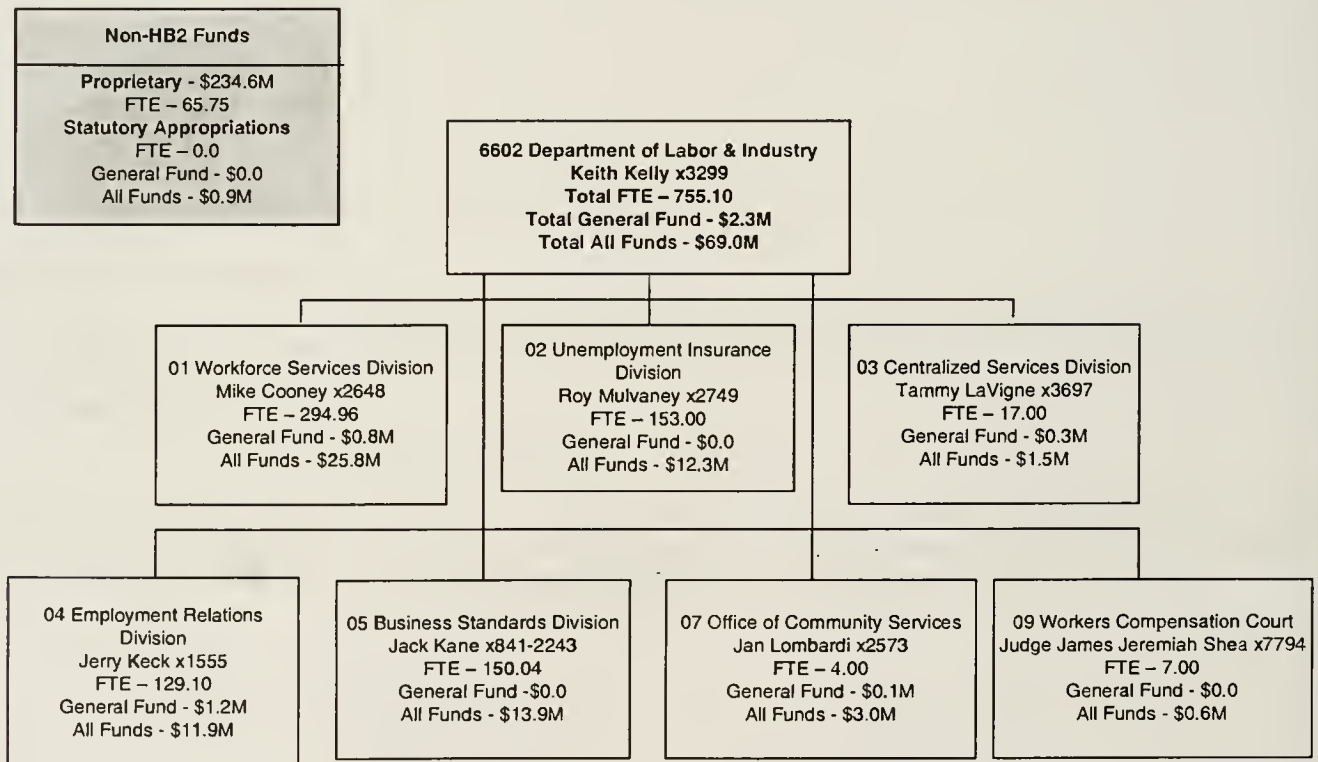 Non-HB2 Funds
Proprietary - $234.6M
FTE – 65.75
Statutory Appropriations
FTE – 0.0
General Fund - $0.0
All Funds - $0.9M
6602 Department of Labor & Industry
Keith Kelly x3299
Total FTE – 755.10
Total General Fund - $2.3M
Total All Funds - $69.0M
01 Workforce Services Division
Mike Cooney x2648
FTE – 294.96
General Fund - $0.8M
All Funds - $25.8M
02 Unemployment Insurance
Division
Roy Mulvaney x2749
FTE – 153.00
General Fund - $0.0
All Funds - $12.3M
03 Centralized Services Division
Tammy LaVigne x3697
FTE – 17.00
General Fund - $0.3M
All Funds - $1.5M
04 Employment Relations
Division
Jerry Keck x1555
FTE – 129.10
General Fund - $1.2M
All Funds - $11.9M
05 Business Standards Division
Jack Kane x841-2243
FTE – 150.04
General Fund -$0.0
All Funds - $13.9M
07 Office of Community Services
Jan Lombardi x2573
FTE – 4.00
General Fund - $0.1M
All Funds - $3.0M
09 Workers Compensation Court
Judge James Jeremiah Shea x7794
FTE – 7.00
General Fund - $0.0
All Funds - $0.6M